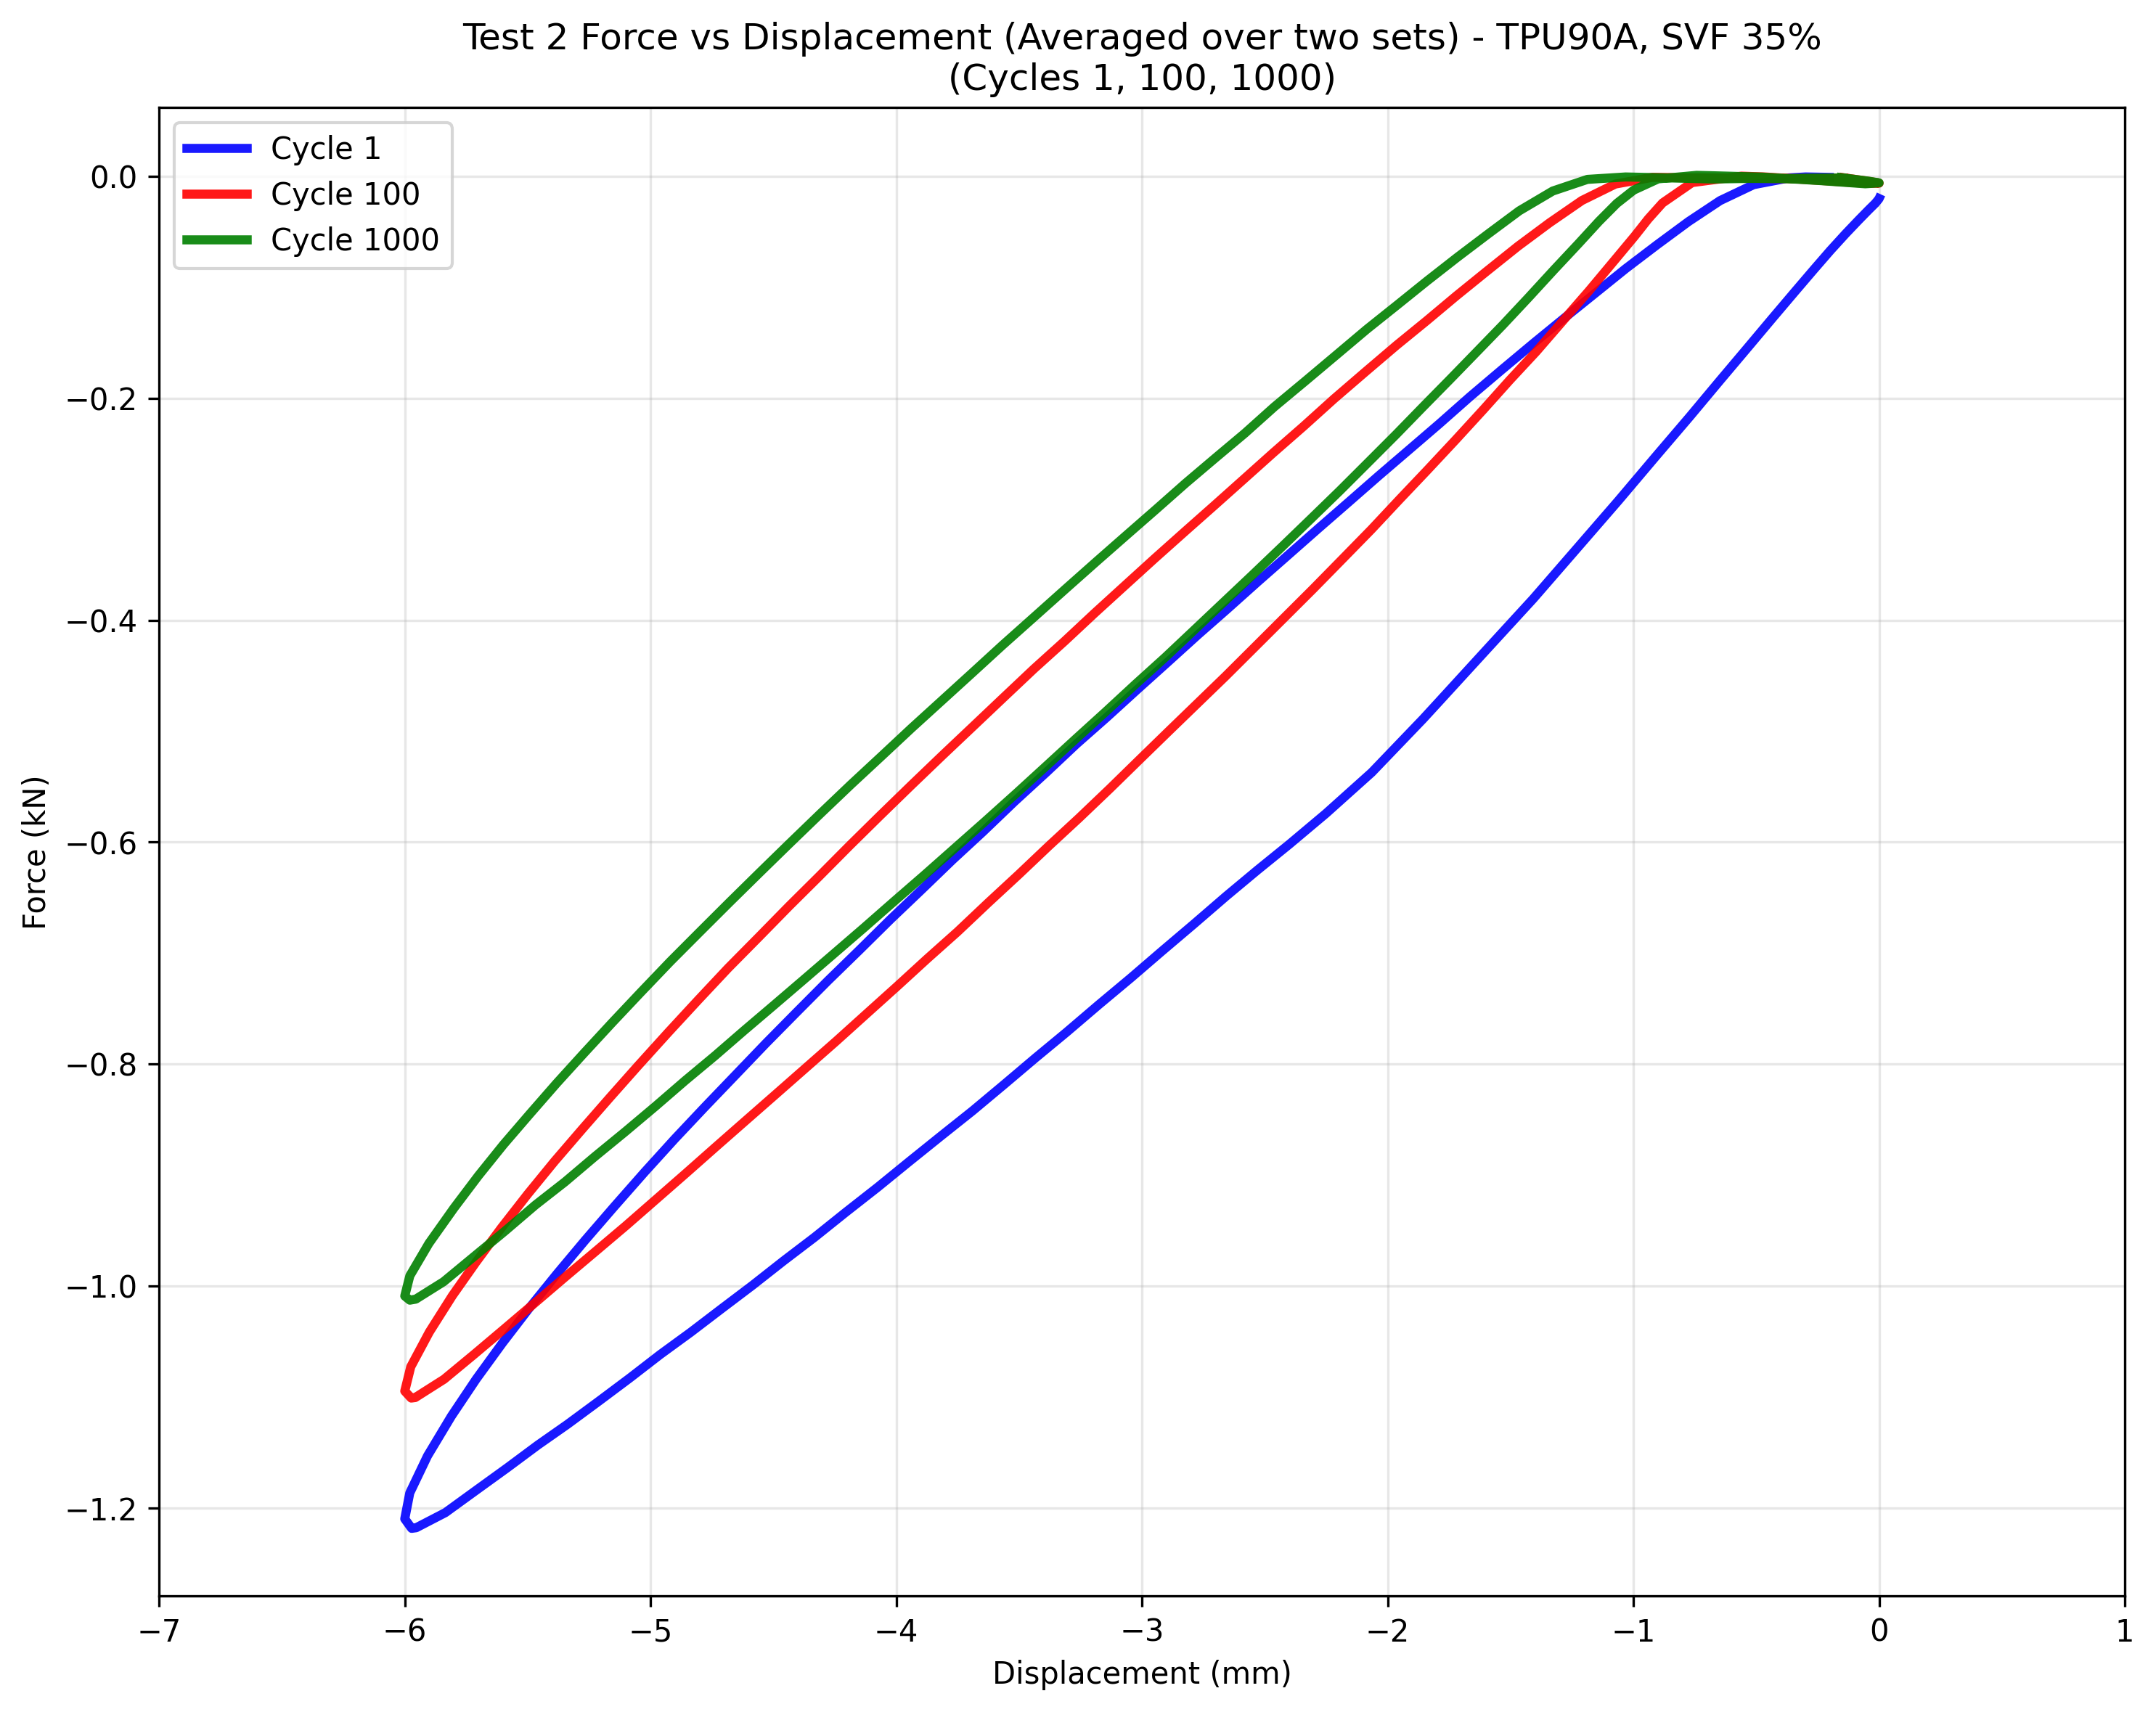 Test 2 Force vs Displacement (Averaged over two sets) - TPU90A, SVF 35%
(Cycles 1, 100, 1000)
Cycle 1
Cycle 100
Cycle 1000
0.0
−0.2
−0.4
−0.6
−0.8
−1.0
−1.2
Force (kN)
−7 −6 −5 −4 −3 −2 −1 0 1
Displacement (mm)